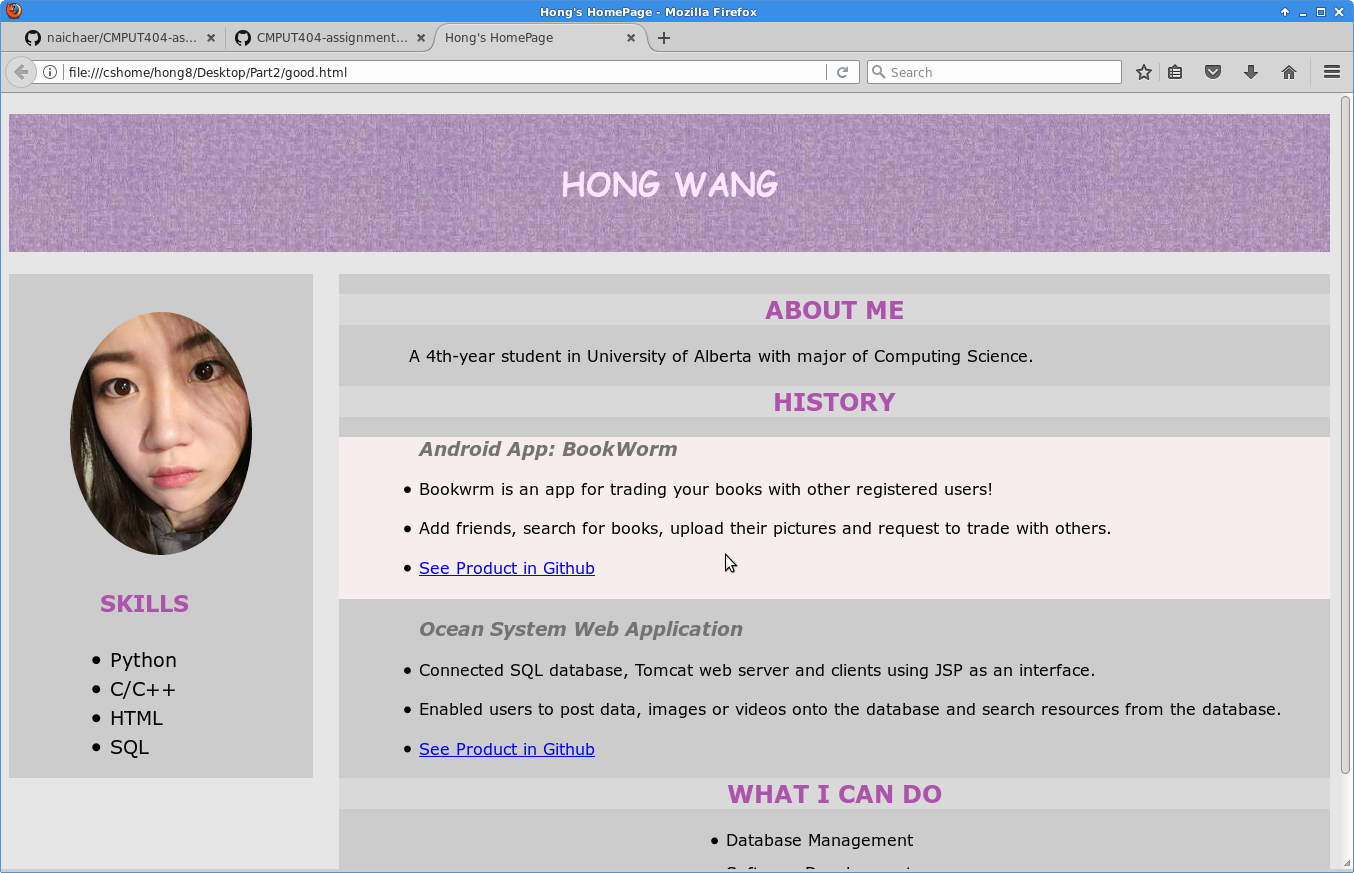 Hong's HomePage - Mozilla Firefox
naichaer/CMPUT404-as...
CMPUT404-assignment...
Hong's HomePage
file:///cshome/hong8/Desktop/Part2/good.html
Search
HONG WANG
SKILLS
• Python
• C/C++
• HTML
• SQL
ABOUT ME
A 4th-year student in University of Alberta with major of Computing Science.
HISTORY
Android App: BookWorm
• Bookwrm is an app for trading your books with other registered users!
• Add friends, search for books, upload their pictures and request to trade with others.
• See Product in Github
Ocean System Web Application
• Connected SQL database, Tomcat web server and clients using JSP as an interface.
• Enabled users to post data, images or videos onto the database and search resources from the database.
• See Product in Github
WHAT I CAN DO
• Database Management